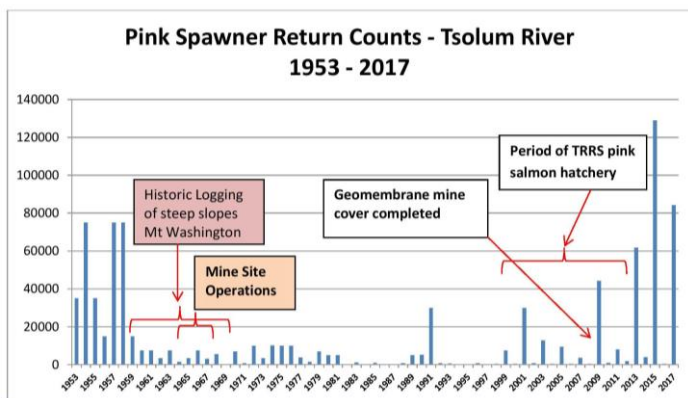 Pink Spawner Return Counts - Tsolum River
1953 - 2017
140000
120000
100000
80000
60000
40000
20000
0
Historic Logging
of steep slopes
Mt Washington
Mine Site
Operations
Geomembrane mine
cover completed
Period of TRRS pink
salmon hatchery
1953 1955 1957 1959 1961 1963 1965 1967 1969 1971 1973 1975 1977 1979 1981 1983 1985 1987 1989 1991 1993 1995 1997 1999 2001 2003 2005 2007 2009 2011 2013 2015 2017